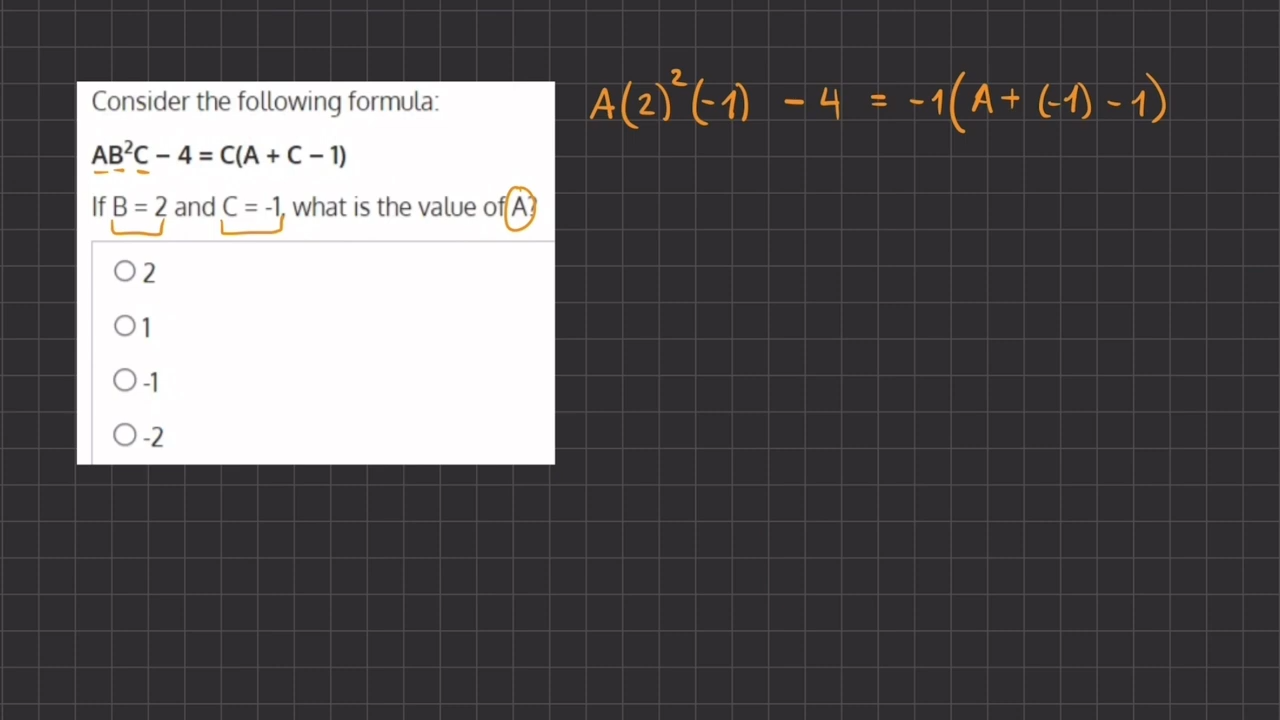 Consider the following formula:
AB²C – 4 = C(A + C – 1)
If B = 2 and C = -1, what is the value of A?
2
1
-1
-2
A(2)²(-1) - 4 = -1(A + (-1) - 1)